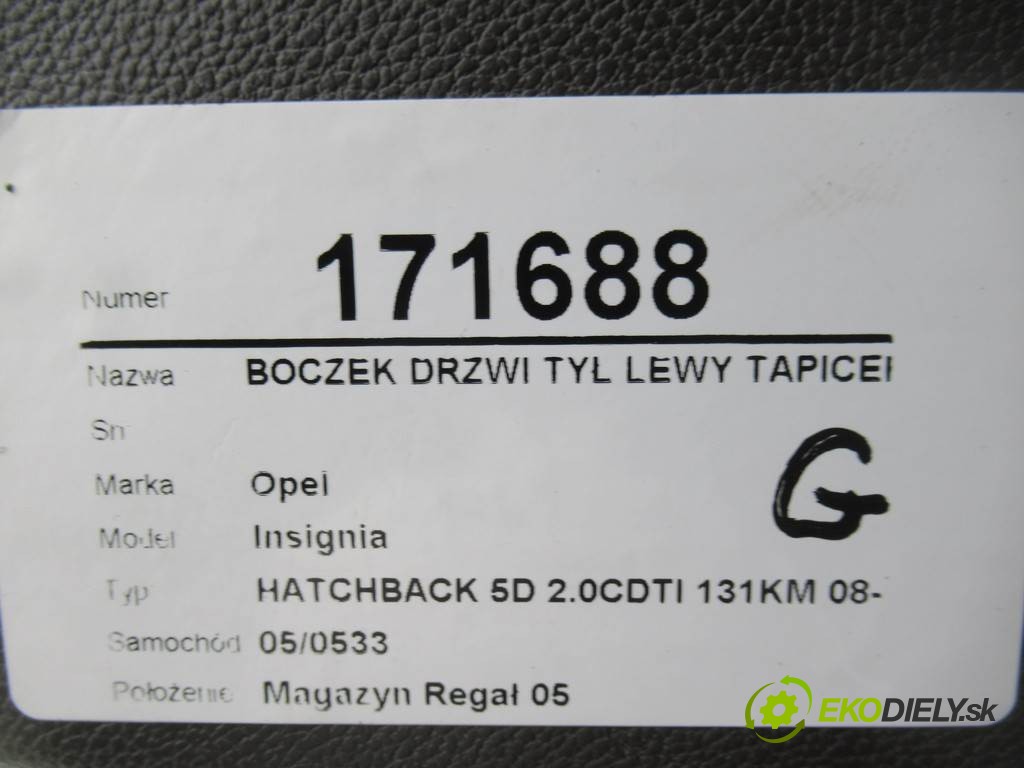 Numer 171688
Nazwa BOCZEK DRZWI TYŁ LEWY TAPICE
Sn
Marka Opel
Model Insignia
Typ HATCHBACK 5D 2.0CDTI 131KM 08-
Samochód 05/0533
Położenie Magazyn Regał 05
G
EKODIELY.sk